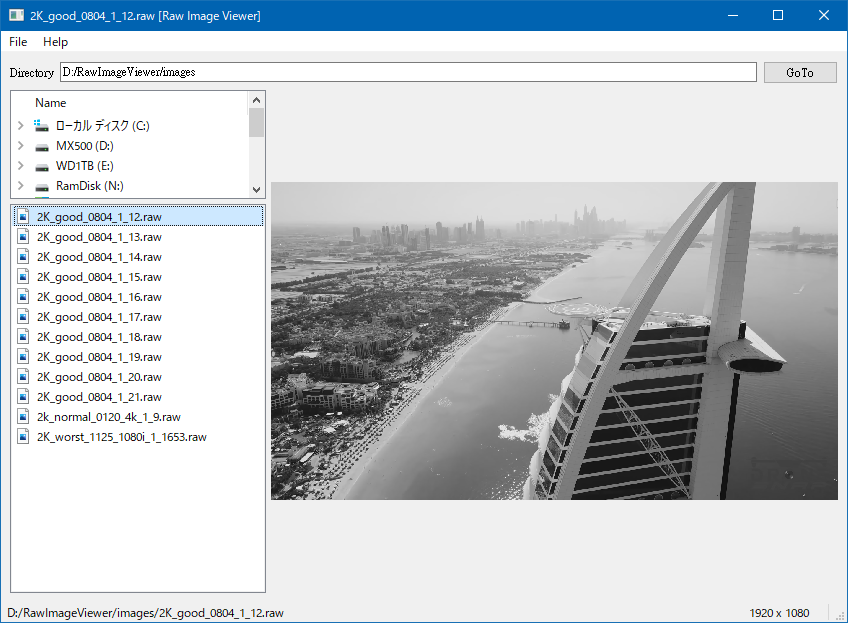 2K_good_0804_1_12.raw [Raw Image Viewer]
File Help
Directory D:/RawImageViewer/images GoTo
Name
ローカル ディスク (C:)
MX500 (D:)
WD1TB (E:)
RamDisk (N:)
2K_good_0804_1_12.raw
2K_good_0804_1_13.raw
2K_good_0804_1_14.raw
2K_good_0804_1_15.raw
2K_good_0804_1_16.raw
2K_good_0804_1_17.raw
2K_good_0804_1_18.raw
2K_good_0804_1_19.raw
2K_good_0804_1_20.raw
2K_good_0804_1_21.raw
2k_normal_0120_4k_1_9.raw
2K_worst_1125_1080i_1_1653.raw
D:/RawImageViewer/images/2K_good_0804_1_12.raw 1920 x 1080